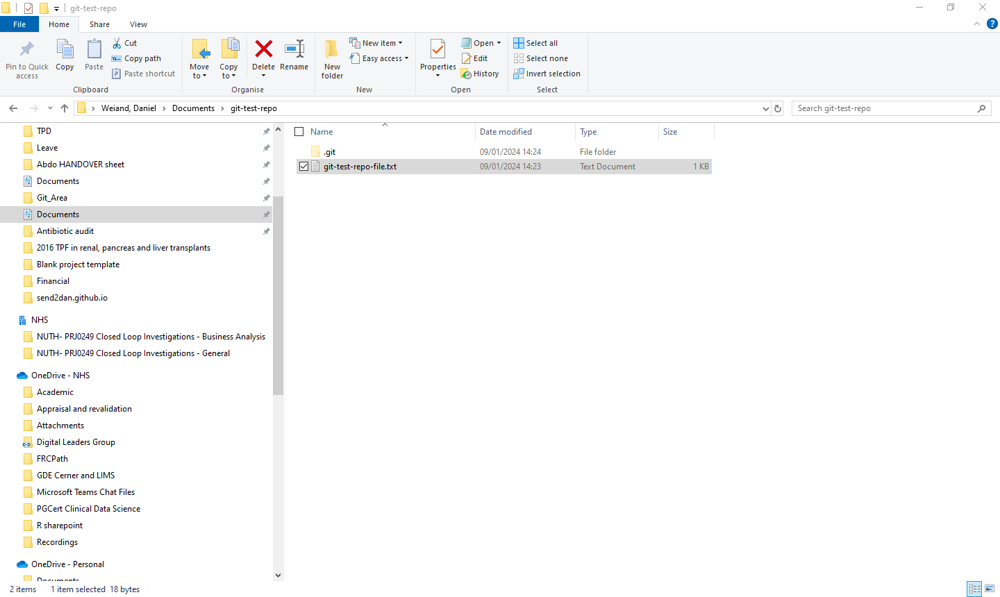 git-test-repo
File Home Share View
Pin to Quick access
Copy
Paste
Cut
Copy path
Paste shortcut
Clipboard
Move to
Copy to
Delete
Rename
Organise
New folder
New item
Easy access
New
Properties
Open
Edit
History
Open
Select all
Select none
Invert selection
Select
Weiand, Daniel > Documents > git-test-repo
Search git-test-repo
TPD
Leave
Abdo HANDOVER sheet
Documents
Git_Area
Documents
Antibiotic audit
2016 TPF in renal, pancreas and liver transplants
Blank project template
Financial
send2dan.github.io
NHS
NUTH- PRJ0249 Closed Loop Investigations - Business Analysis
NUTH- PRJ0249 Closed Loop Investigations - General
OneDrive - NHS
Academic
Appraisal and revalidation
Attachments
Digital Leaders Group
FRCPath
GDE Cerner and LIMS
Microsoft Teams Chat Files
PGCert Clinical Data Science
R sharepoint
Recordings
OneDrive - Personal
Documents
Name Date modified Type Size
.git 09/01/2024 14:24 File folder
git-test-repo-file.txt 09/01/2024 14:23 Text Document 1 KB
2 items 1 item selected 18 bytes